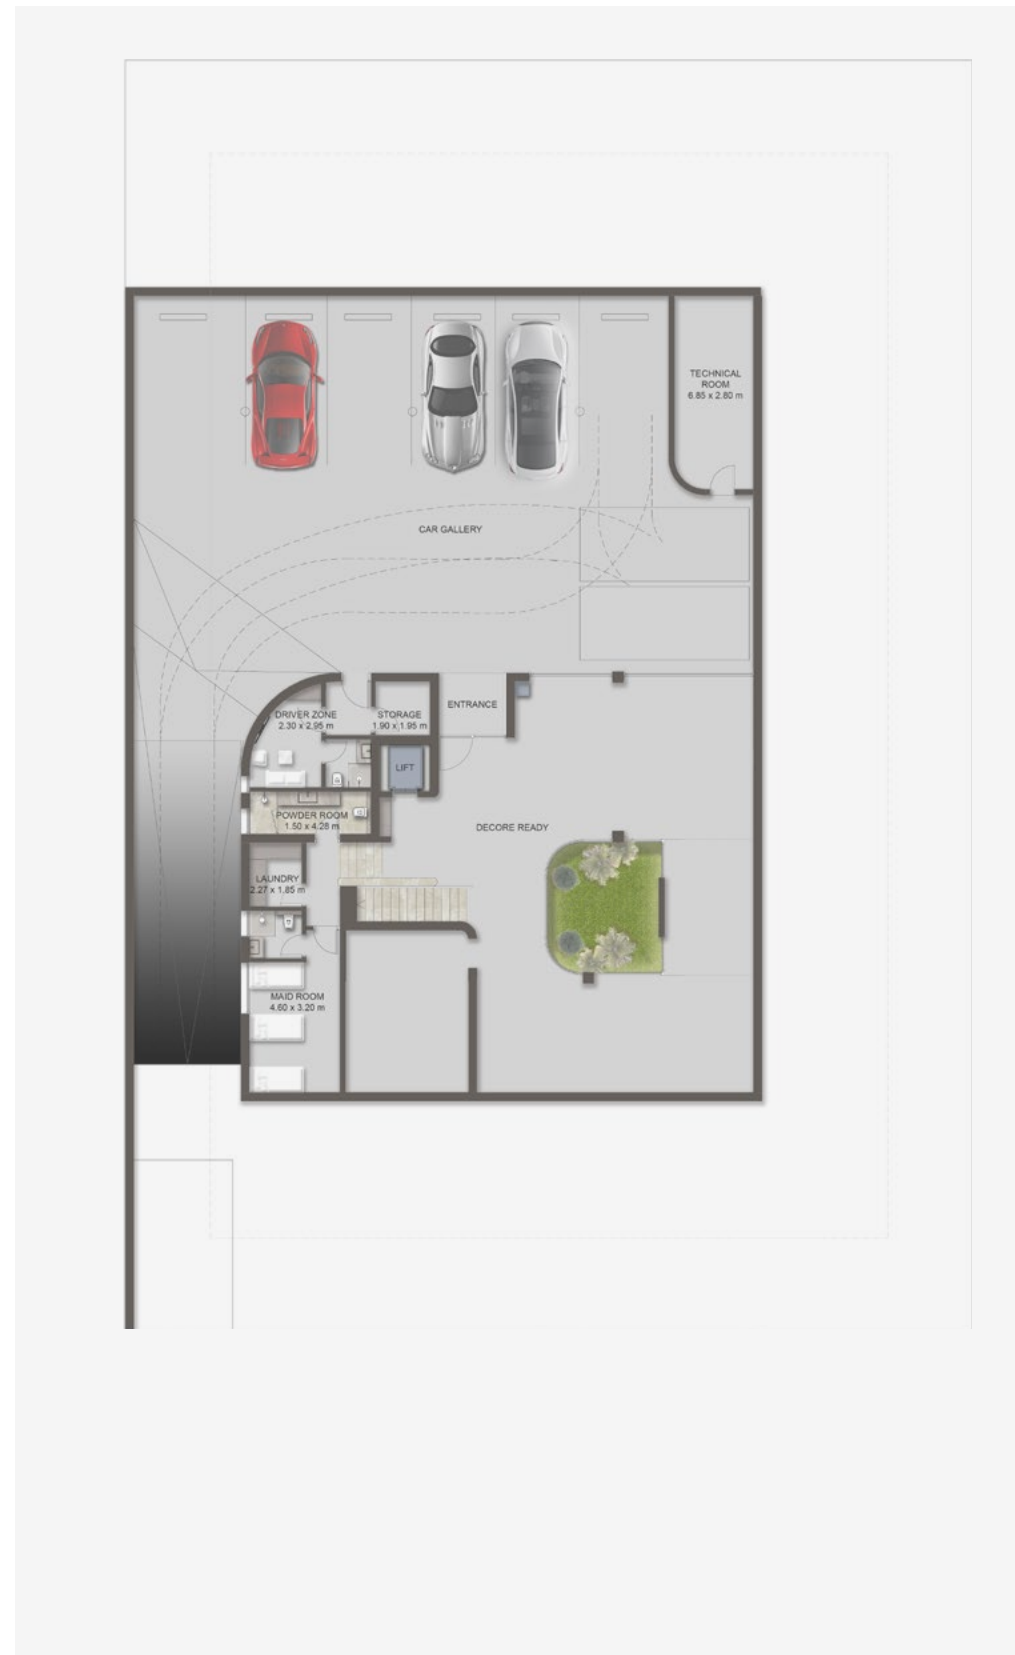 TECHNICAL
ROOM
6.85 x 2.80 m
CAR GALLERY
DRIVER ZONE
2.30 x 2.95 m
STORAGE
1.90 x 1.95 m
ENTRANCE
LIFT
POWDER ROOM
1.50 x 4.28 m
DECORE READY
LAUNDRY
2.27 x 1.85 m
MAID ROOM
4.60 x 3.20 m